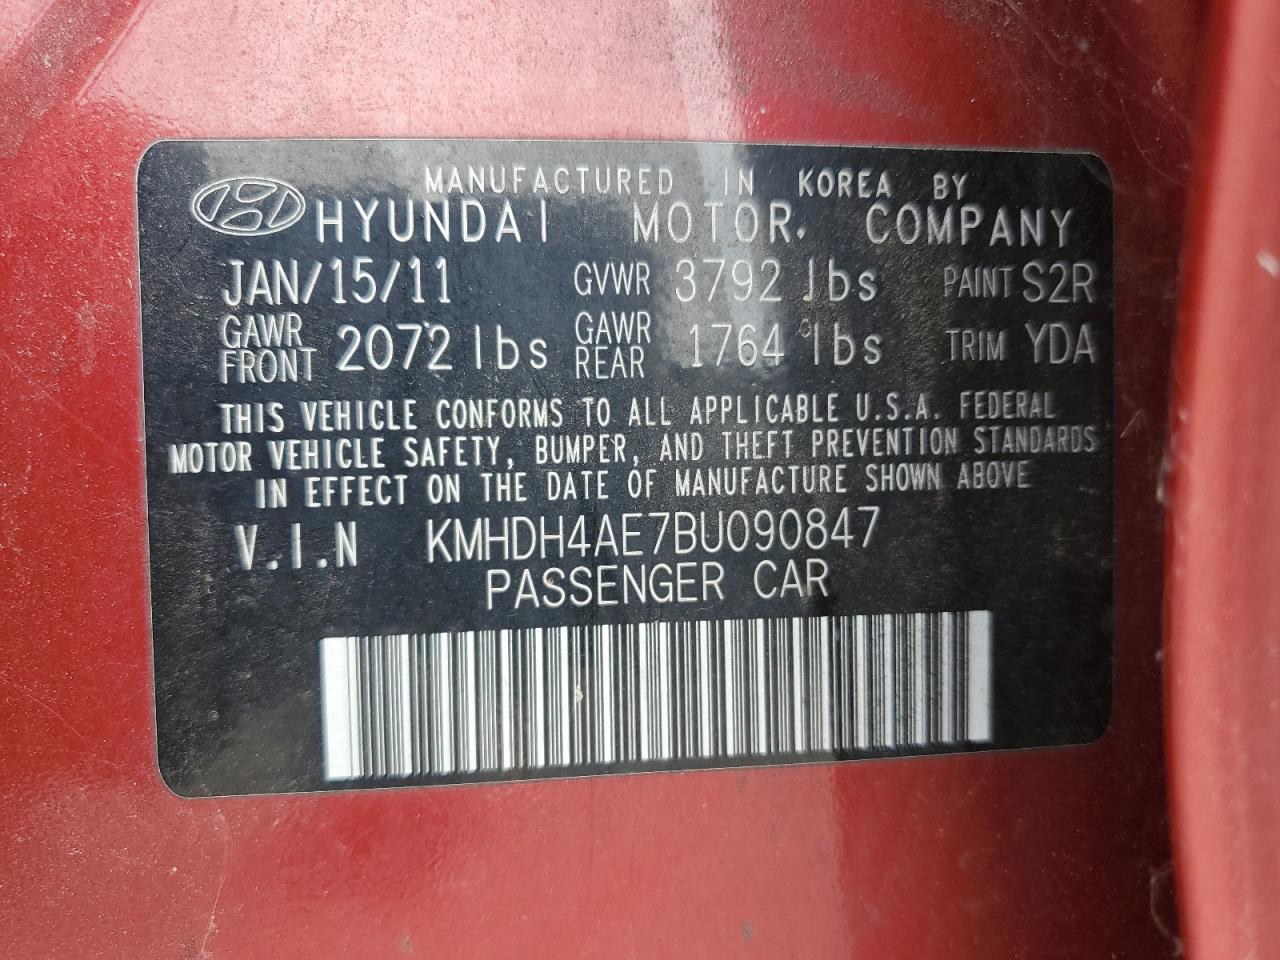 MANUFACTURED IN KOREA BY
HYUNDAI MOTOR. COMPANY
JAN/15/11 GVWR 3792 lbs PAINT S2R
GAWR FRONT 2072 lbs GAWR REAR 1764 lbs TRIM YDA
THIS VEHICLE CONFORMS TO ALL APPLICABLE U.S.A. FEDERAL
MOTOR VEHICLE SAFETY, BUMPER, AND THEFT PREVENTION STANDARDS
IN EFFECT ON THE DATE OF MANUFACTURE SHOWN ABOVE
V.I.N KMHDH4AE7BU090847
PASSENGER CAR